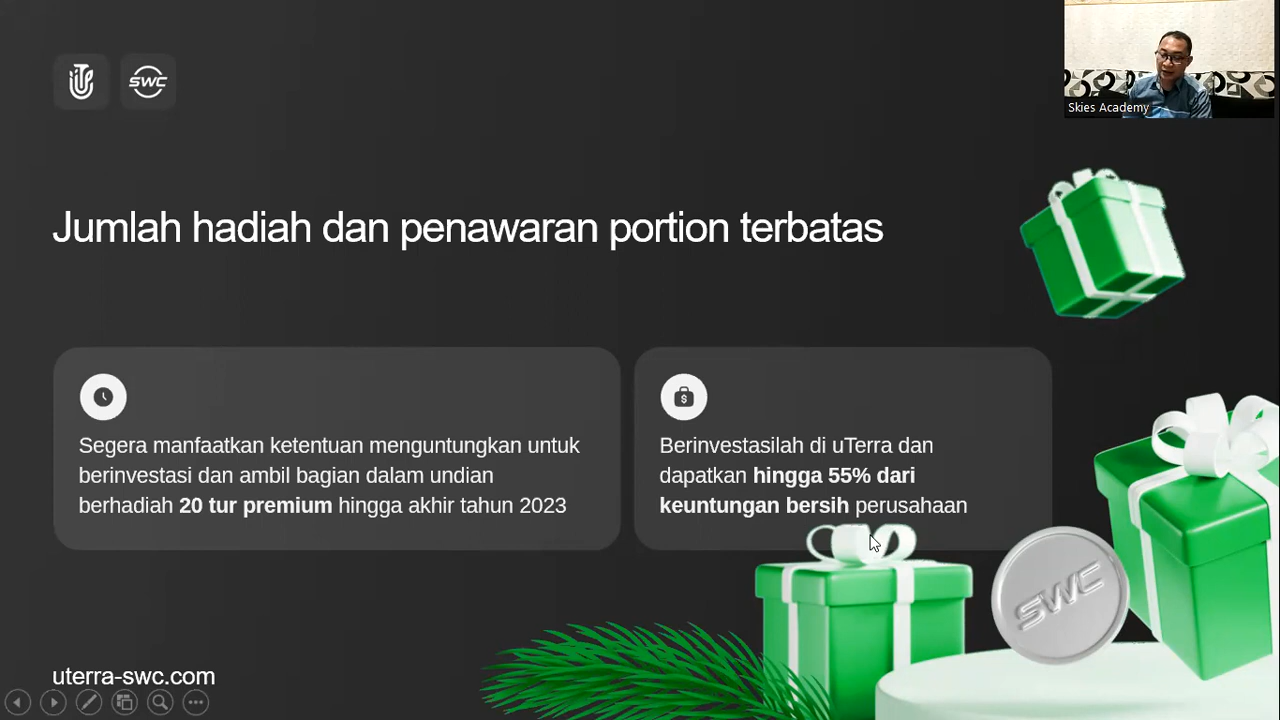 SWC
Skies Academy
Jumlah hadiah dan penawaran portion terbatas
Segera manfaatkan ketentuan menguntungkan untuk
berinvestasi dan ambil bagian dalam undian
berhadiah 20 tur premium hingga akhir tahun 2023
Berinvestasilah di uTerra dan
dapatkan hingga 55% dari
keuntungan bersih perusahaan
SWC
uterra-swc.com